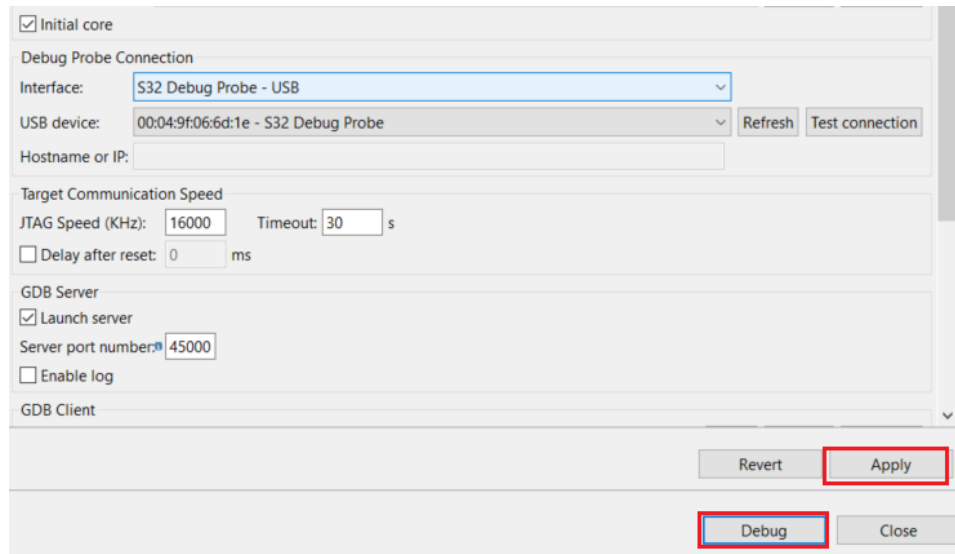 Initial core
Debug Probe Connection
Interface: S32 Debug Probe - USB
USB device: 00:04:9f:06:6d:1e - S32 Debug Probe Refresh Test connection
Hostname or IP:
Target Communication Speed
JTAG Speed (KHz): 16000 Timeout: 30 s
Delay after reset: 0 ms
GDB Server
Launch server
Server port number: 45000
Enable log
GDB Client
Revert Apply
Debug Close